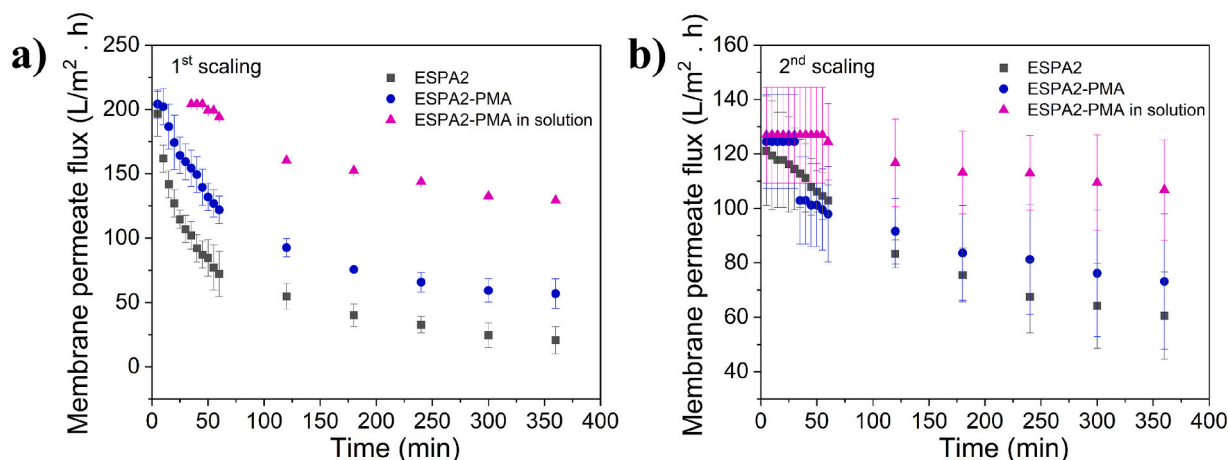 a)
1st scaling
ESPA2
ESPA2-PMA
ESPA2-PMA in solution
Membrane permeate flux (L/m² . h)
250
200
150
100
50
0
0 50 100 150 200 250 300 350 400
Time (min)
b)
2nd scaling
ESPA2
ESPA2-PMA
ESPA2-PMA in solution
Membrane permeate flux (L/m² . h)
160
140
120
100
80
60
40
0 50 100 150 200 250 300 350 400
Time (min)